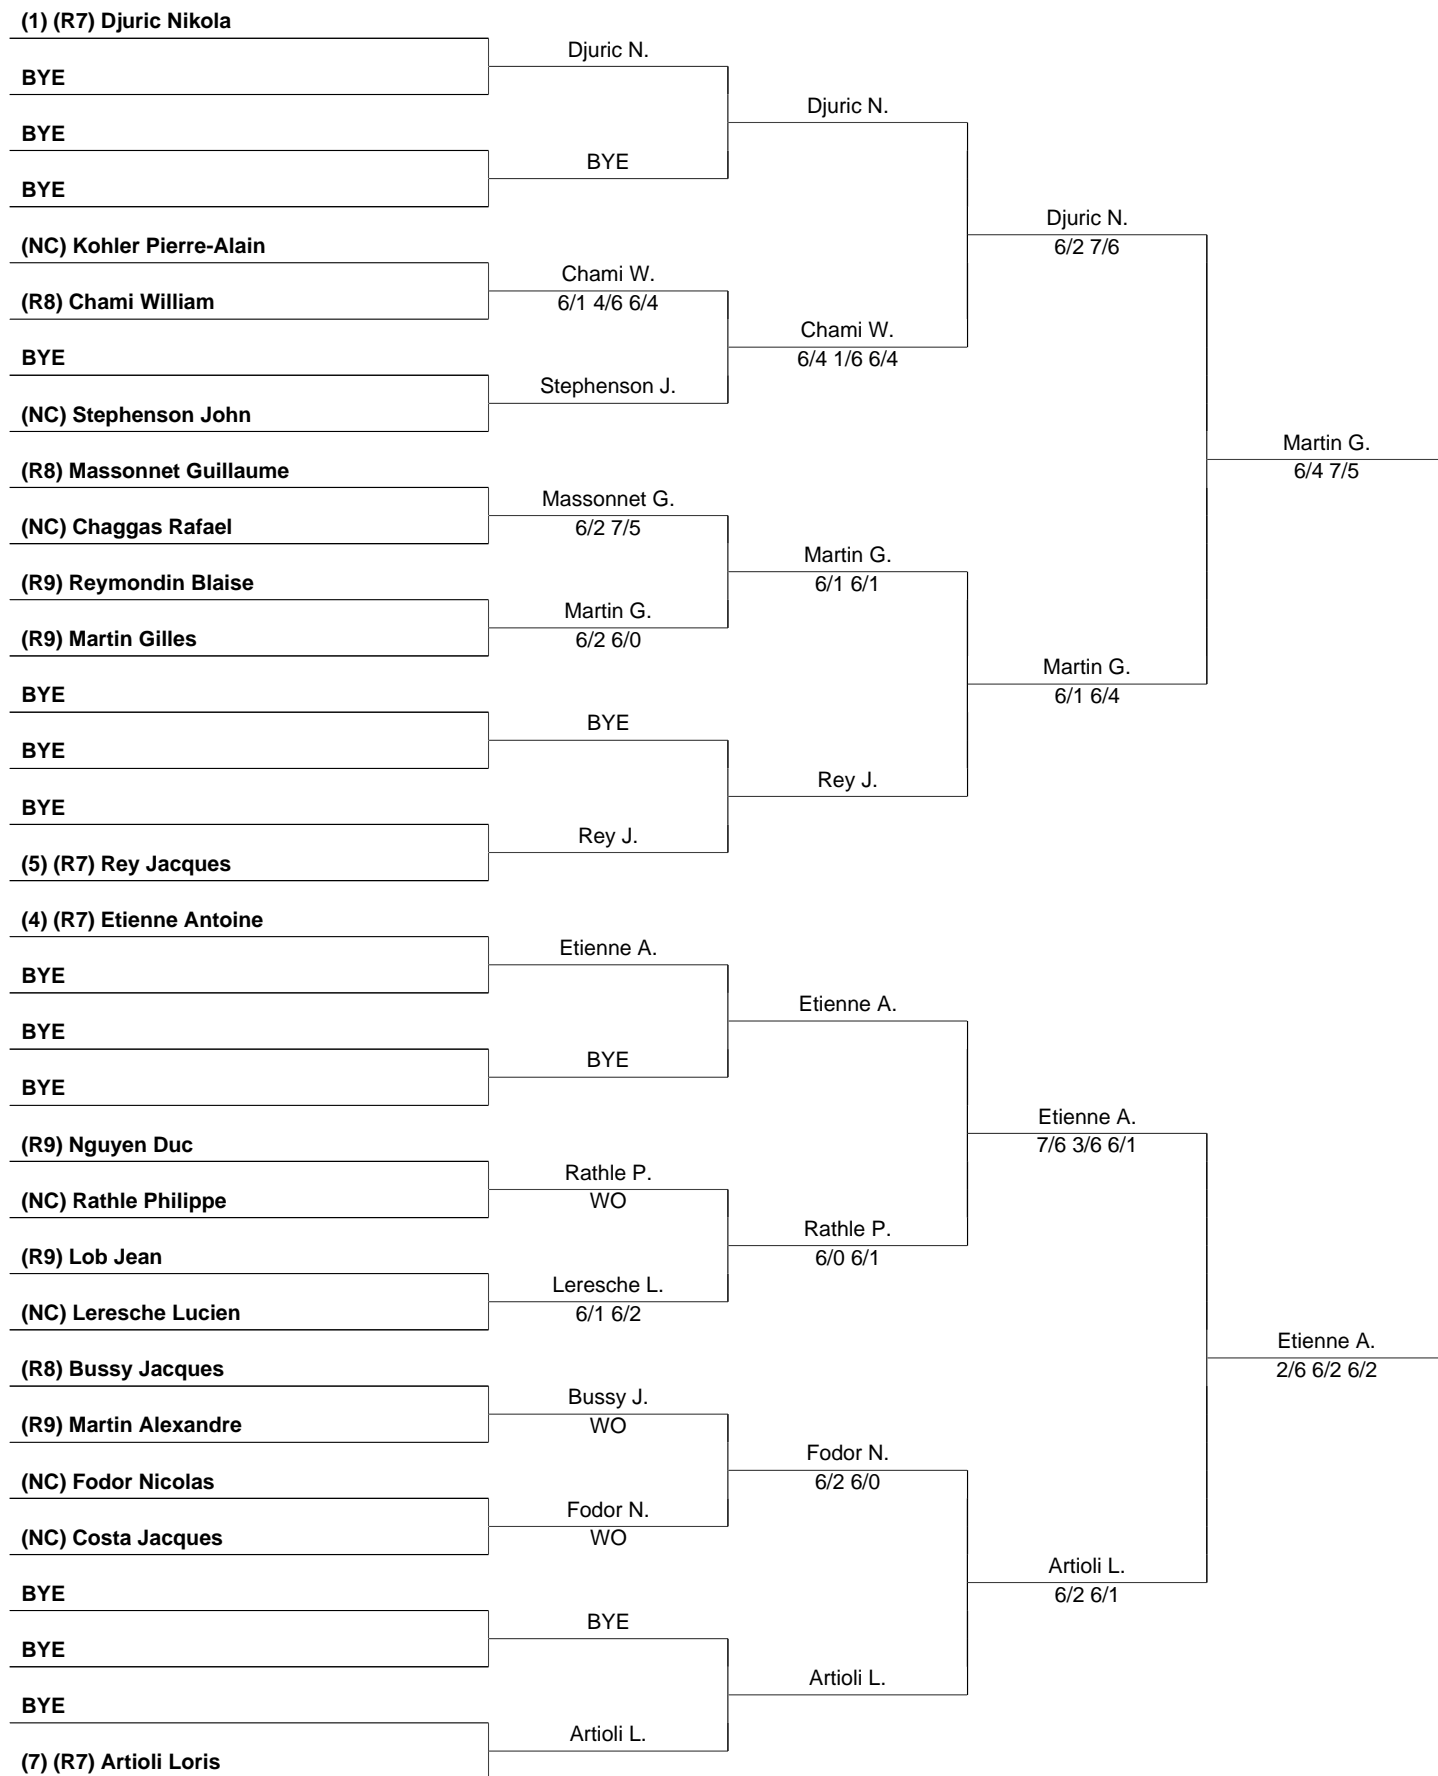 (1) (R7) Djuric Nikola
Djuric N.
BYE
Djuric N.
BYE
BYE
BYE
Djuric N.
6/2 7/6
(NC) Kohler Pierre-Alain
Chami W.
6/1 4/6 6/4
(R8) Chami William
Chami W.
6/4 1/6 6/4
BYE
Stephenson J.
(NC) Stephenson John
Martin G.
6/4 7/5
(R8) Massonnet Guillaume
Massonnet G.
6/2 7/5
(NC) Chaggas Rafael
Martin G.
6/1 6/1
(R9) Reymondin Blaise
Martin G.
6/2 6/0
(R9) Martin Gilles
Martin G.
6/1 6/4
BYE
BYE
BYE
Rey J.
BYE
Rey J.
(5) (R7) Rey Jacques
(4) (R7) Etienne Antoine
Etienne A.
BYE
Etienne A.
BYE
BYE
BYE
Etienne A.
7/6 3/6 6/1
(R9) Nguyen Duc
Rathle P.
WO
(NC) Rathle Philippe
Rathle P.
6/0 6/1
(R9) Lob Jean
Leresche L.
6/1 6/2
(NC) Leresche Lucien
Etienne A.
2/6 6/2 6/2
(R8) Bussy Jacques
Bussy J.
WO
(R9) Martin Alexandre
Fodor N.
6/2 6/0
(NC) Fodor Nicolas
Fodor N.
WO
(NC) Costa Jacques
Artioli L.
6/2 6/1
BYE
BYE
BYE
Artioli L.
BYE
Artioli L.
(7) (R7) Artioli Loris